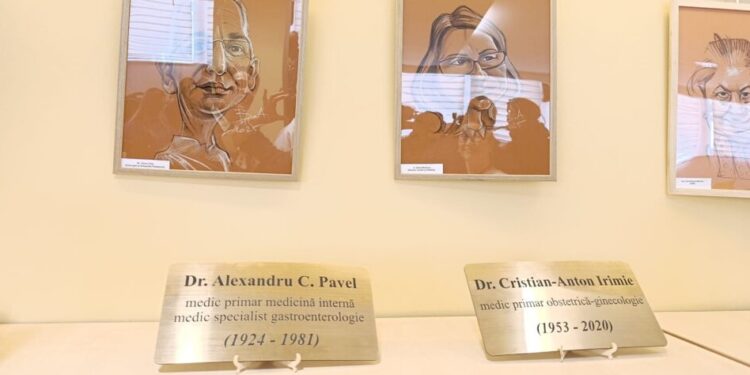 Dr. Alexandru C. Pavel
medic primar medicină internă
medic specialist gastroenterologie
(1924 - 1981)
Dr. Cristian-Anton Irimie
medic primar obstetrică-ginecologie
(1953 - 2020)